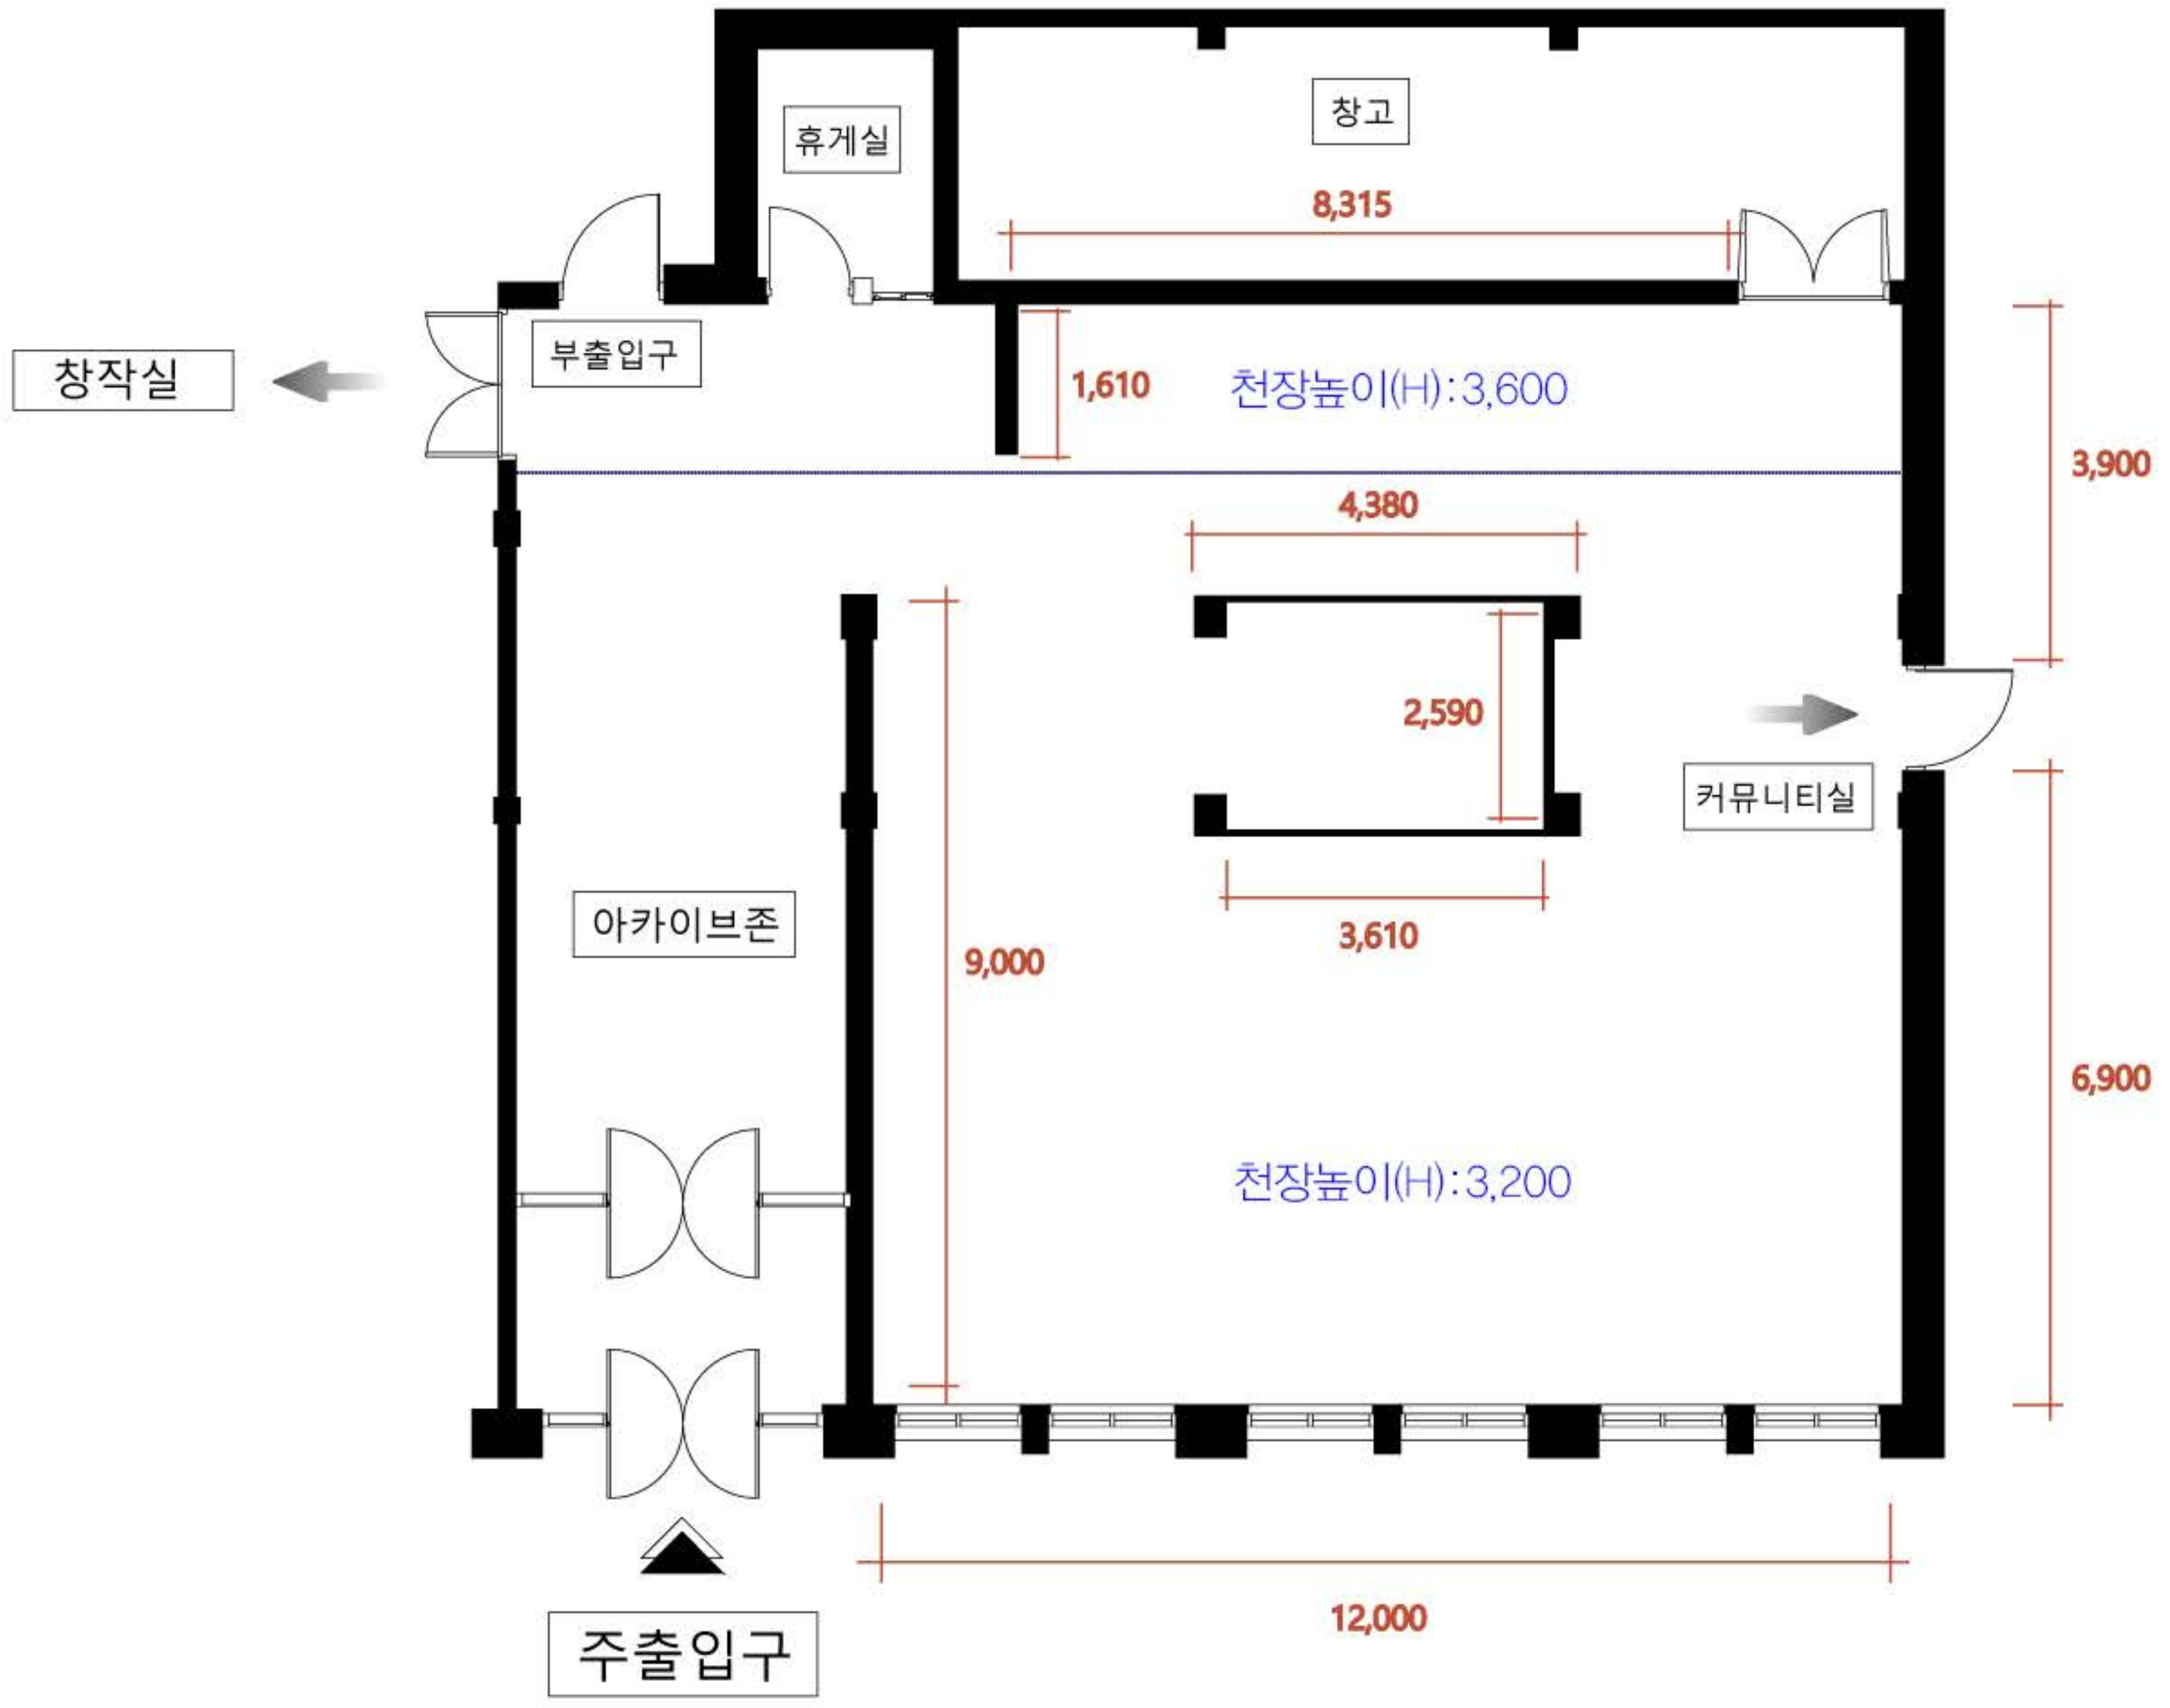 창고
휴게실
8,315
부출입구
창작실
1,610
천장높이(H):3,600
3,900
4,380
2,590
커뮤니티실
아카이브존
3,610
9,000
6,900
천장높이(H):3,200
12,000
주출입구